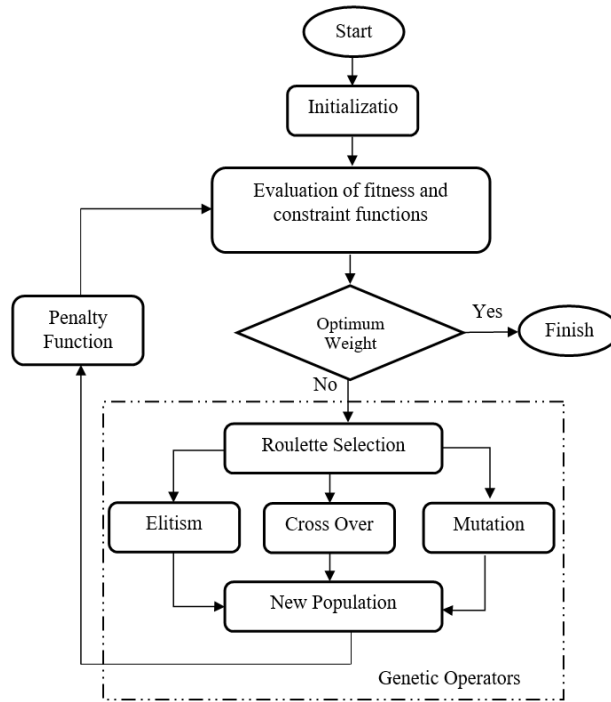 Start
Initializatio
Evaluation of fitness and
constraint functions
Penalty
Function
Optimum
Weight
Yes
Finish
No
Roulette Selection
Elitism
Cross Over
Mutation
New Population
Genetic Operators